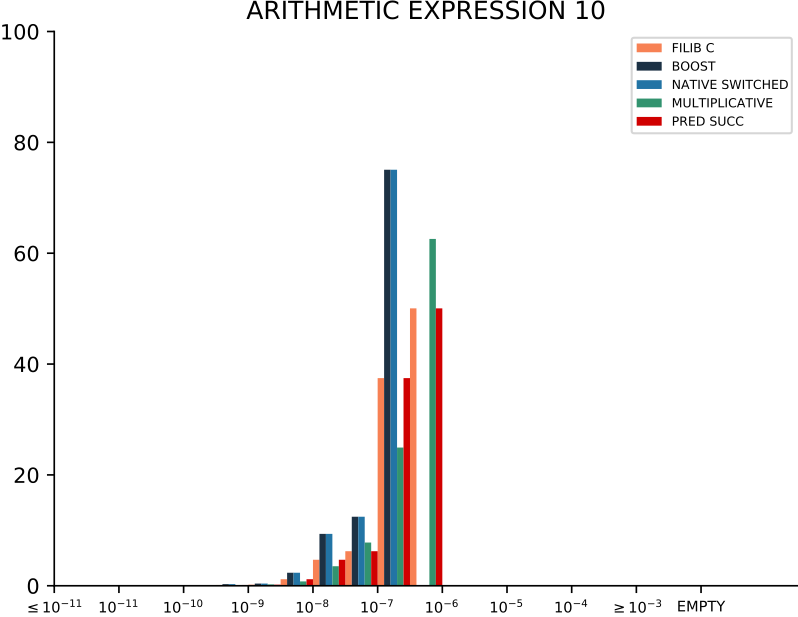 ARITHMETIC EXPRESSION 10
100
80
60
40
20
0
FILIB C
BOOST
NATIVE SWITCHED
MULTIPLICATIVE
PRED SUCC
≤10⁻¹¹ 10⁻¹¹ 10⁻¹⁰ 10⁻⁹ 10⁻⁸ 10⁻⁷ 10⁻⁶ 10⁻⁵ 10⁻⁴ ≥10⁻³ EMPTY